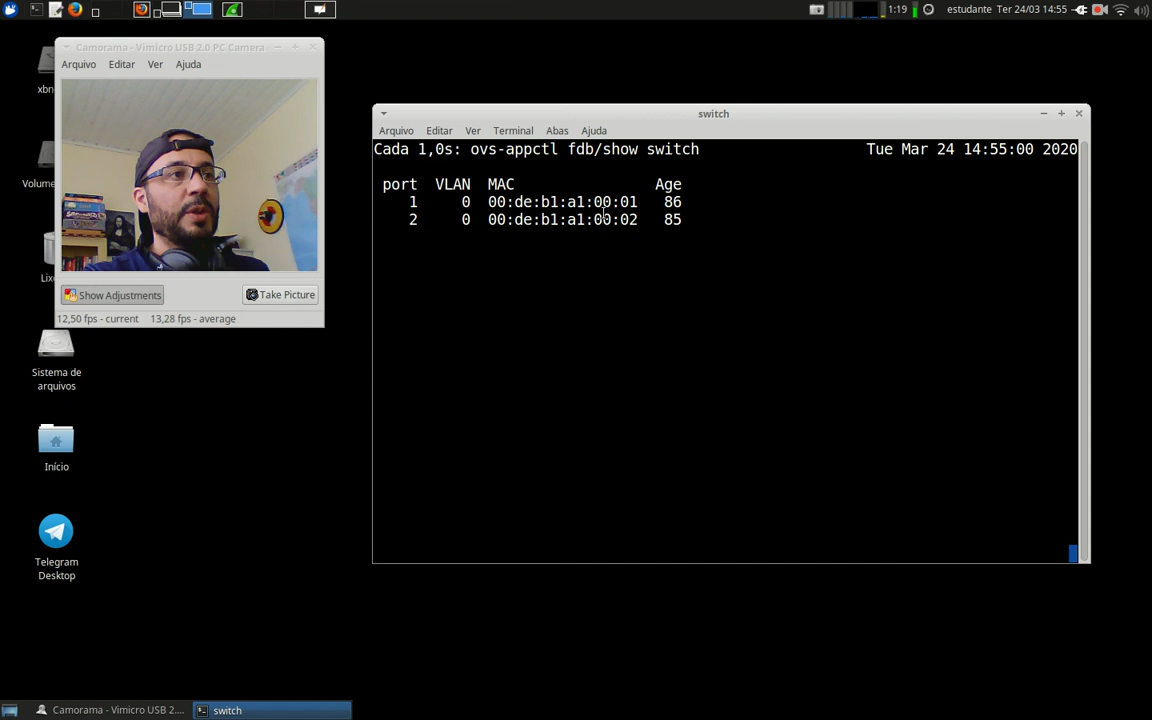 1:19 estudante Ter 24/03 14:55
Camorama - Vimicro USB 2.0 PC Camera
Arquivo Editar Ver Ajuda
Show Adjustments Take Picture
12,50 fps - current 13,28 fps - average
xbn
Volume
Lix
Sistema de
arquivos
Início
Telegram
Desktop
switch
Arquivo Editar Ver Terminal Abas Ajuda
Cada 1,0s: ovs-appctl fdb/show switch Tue Mar 24 14:55:00 2020
port VLAN MAC Age
1 0 00:de:b1:a1:00:01 86
2 0 00:de:b1:a1:00:02 85
Camorama - Vimicro USB 2....
switch